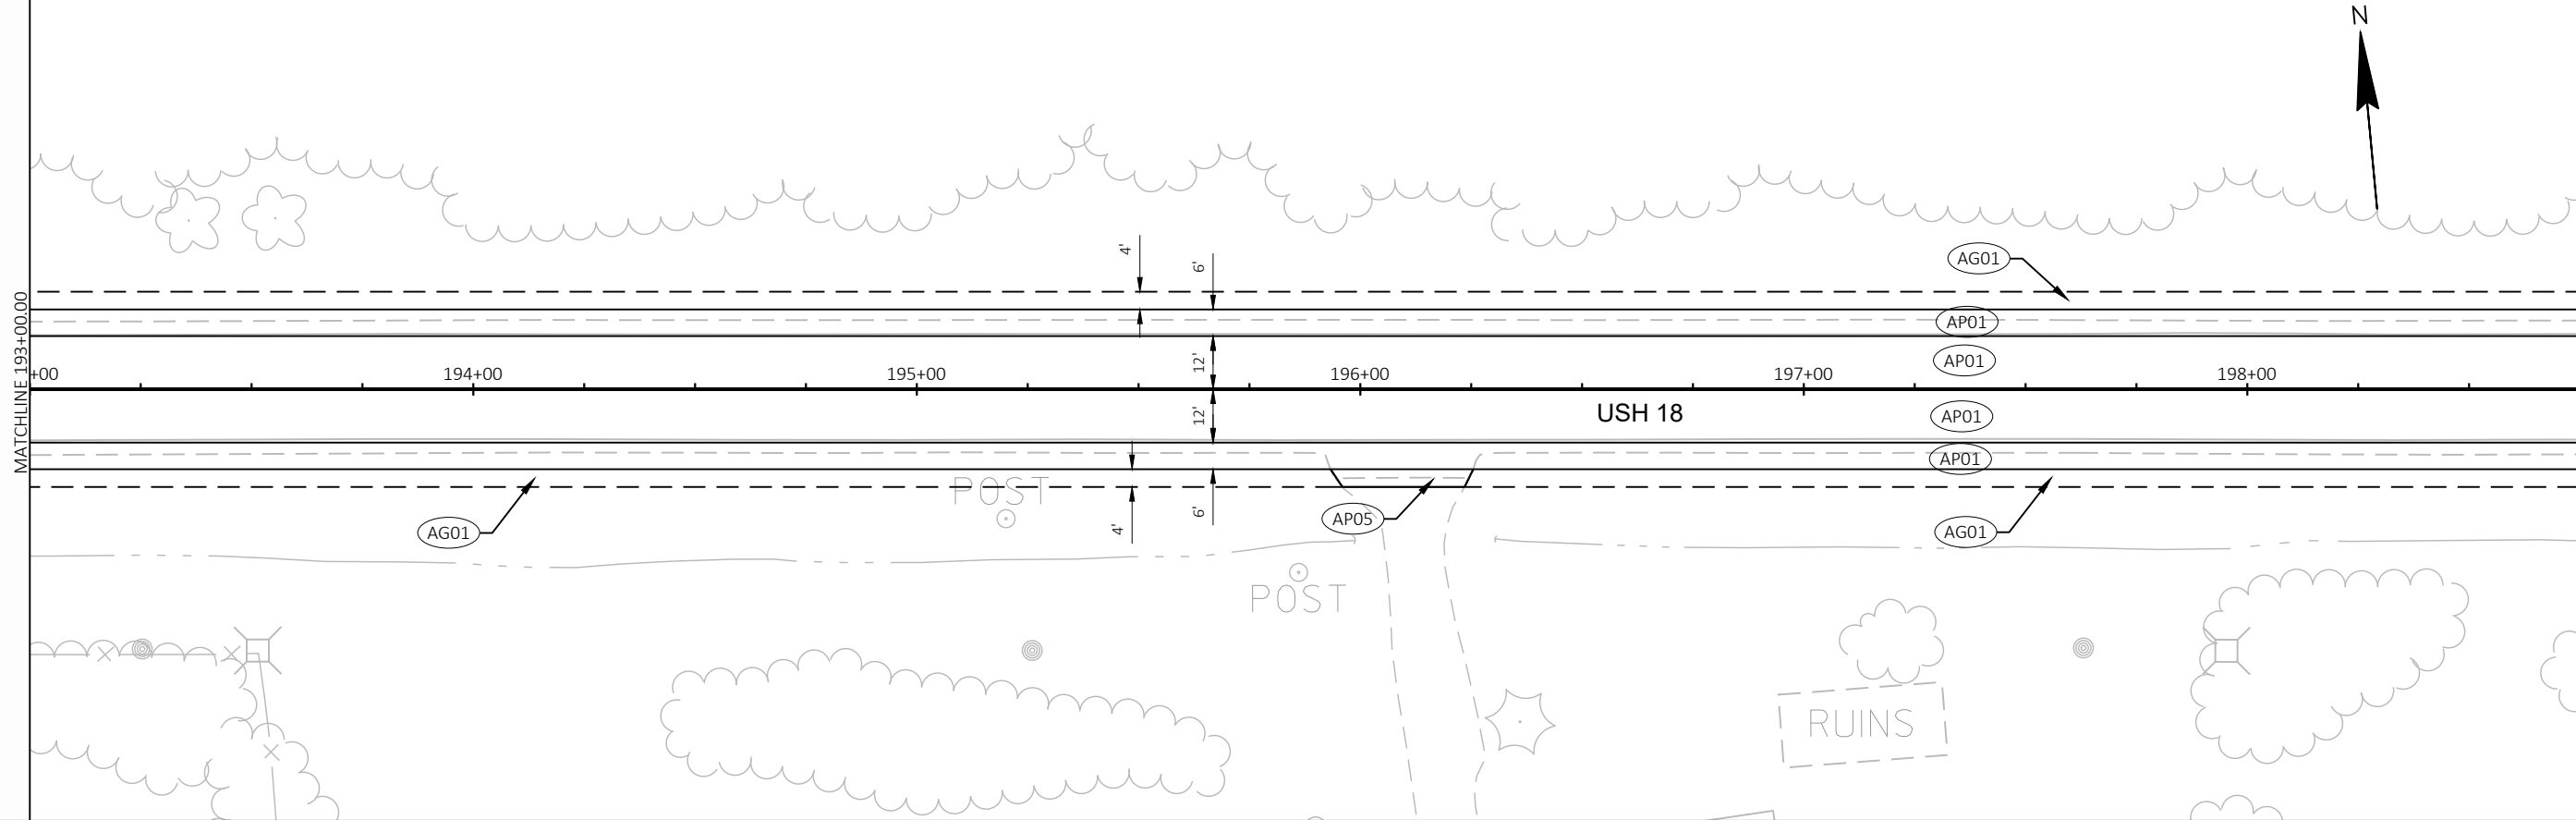 N
4'
6'
AG01
AP01
12'
AP01
MATCHLINE 193+00.00
+00
194+00
195+00
196+00
197+00
198+00
12'
USH 18
AP01
AP01
POST
4'
6'
AG01
AP05
AG01
POST
RUINS